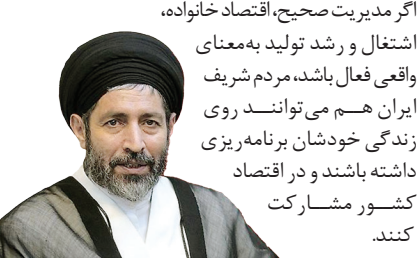 اگر مدیریت صحیح، اقتصاد خانواده،
اشتغال و رشد تولید به‌معنای
واقعی فعال باشد، مردم شریف
ایران هم می‌توانند روی
زندگی خودشان برنامه‌ریزی
داشته باشند و در اقتصاد
کشور مشارکت
کنند.